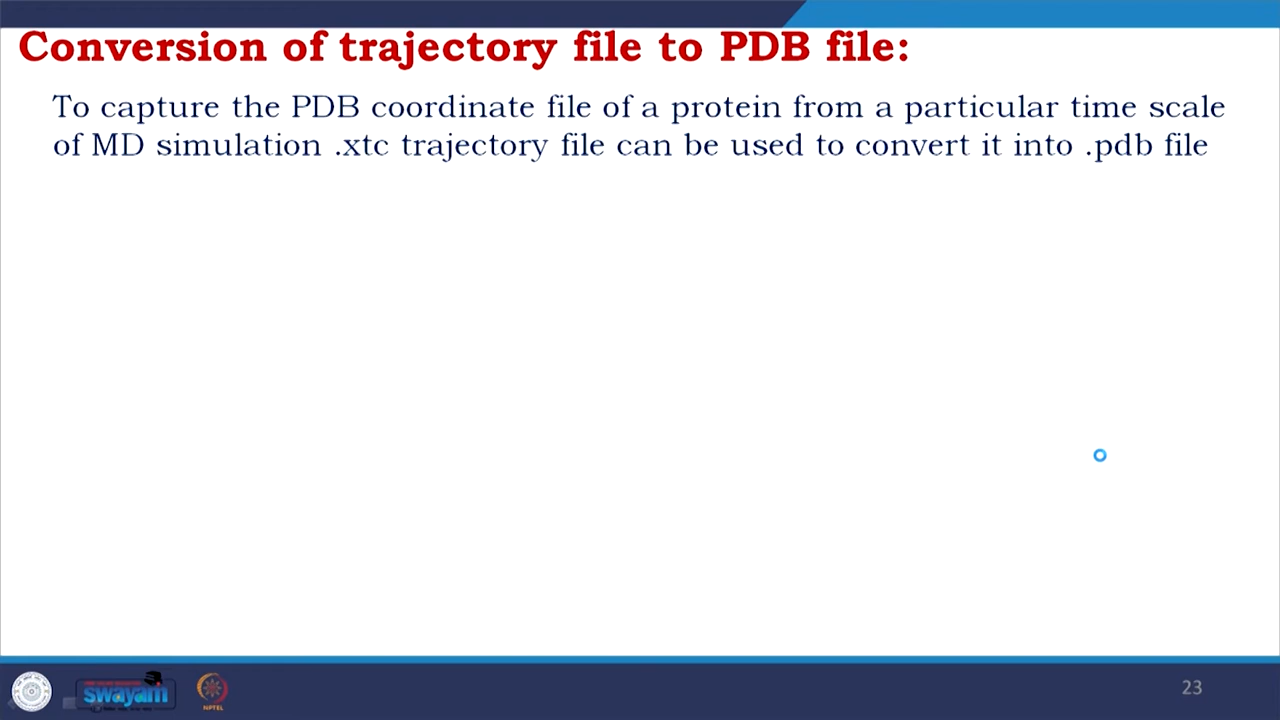 Conversion of trajectory file to PDB file:
To capture the PDB coordinate file of a protein from a particular time scale
of MD simulation .xtc trajectory file can be used to convert it into .pdb file
swayam
NPTEL
23